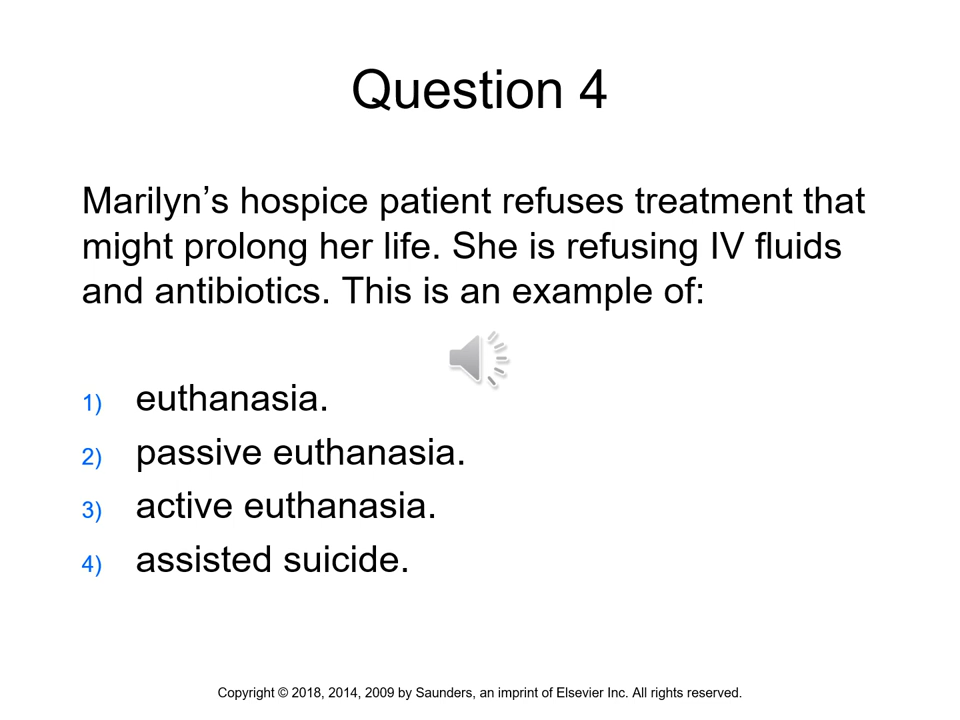 Question 4
Marilyn’s hospice patient refuses treatment that
might prolong her life. She is refusing IV fluids
and antibiotics. This is an example of:
1) euthanasia.
2) passive euthanasia.
3) active euthanasia.
4) assisted suicide.
Copyright © 2018, 2014, 2009 by Saunders, an imprint of Elsevier Inc. All rights reserved.